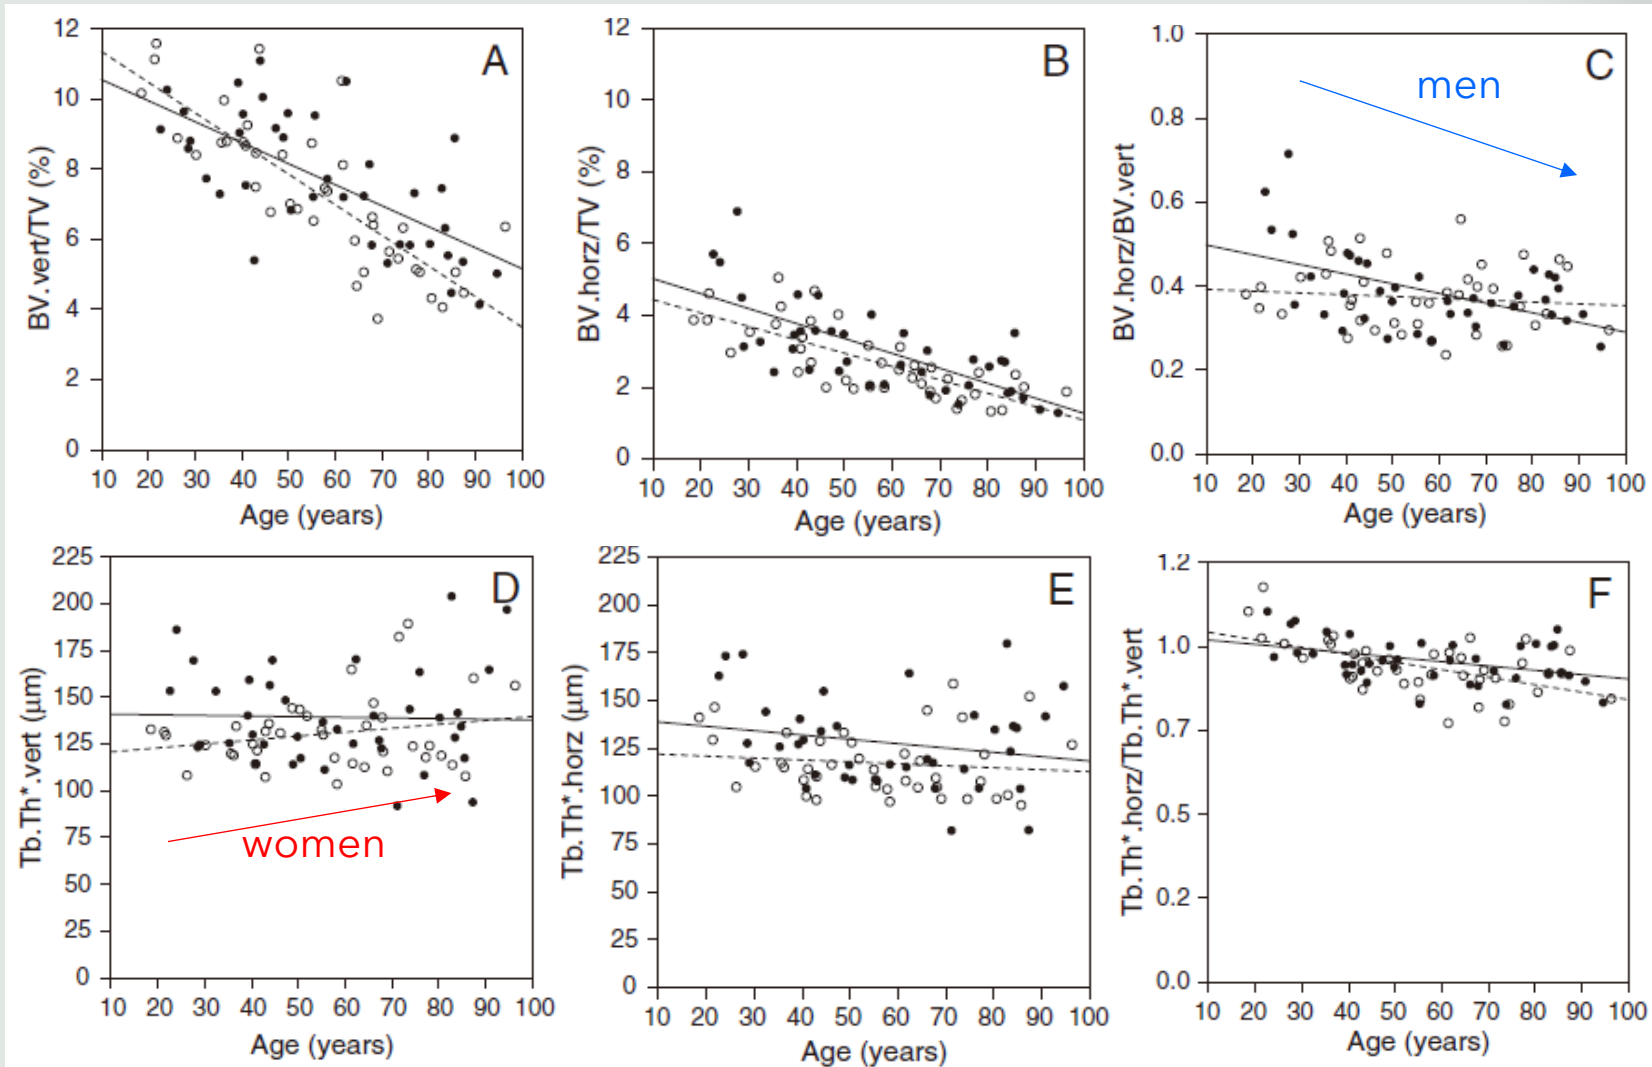 A
BV.vert/TV (%)
12
10
8
6
4
2
0
10 20 30 40 50 60 70 80 90 100
Age (years)
B
BV.horz/TV (%)
12
10
8
6
4
2
0
10 20 30 40 50 60 70 80 90 100
Age (years)
C
men
BV.horz/BV.vert
1.0
0.8
0.6
0.4
0.2
0.0
10 20 30 40 50 60 70 80 90 100
Age (years)
D
women
Tb.Th*.vert (µm)
225
200
175
150
125
100
75
50
25
0
10 20 30 40 50 60 70 80 90 100
Age (years)
E
Tb.Th*.horz (µm)
225
200
175
150
125
100
75
50
25
0
10 20 30 40 50 60 70 80 90 100
Age (years)
F
Tb.Th*.horz/Tb.Th*.vert
1.2
1.0
0.7
0.5
0.2
0.0
10 20 30 40 50 60 70 80 90 100
Age (years)